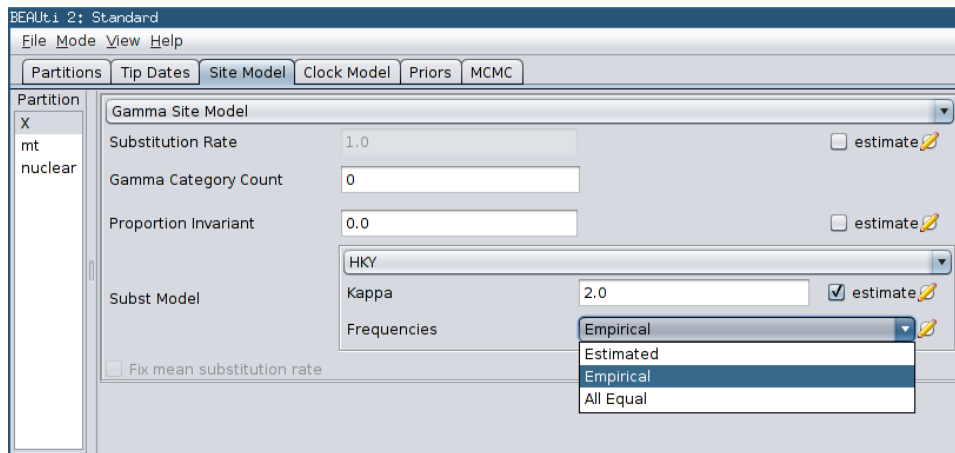 BEAUti 2: Standard
File Mode View Help
Partitions Tip Dates Site Model Clock Model Priors MCMC
Partition
X
mt
nuclear
Gamma Site Model
Substitution Rate 1.0 estimate
Gamma Category Count 0
Proportion Invariant 0.0 estimate
Subst Model
HKY
Kappa 2.0 estimate
Frequencies Empirical
Estimated
Empirical
All Equal
Fix mean substitution rate